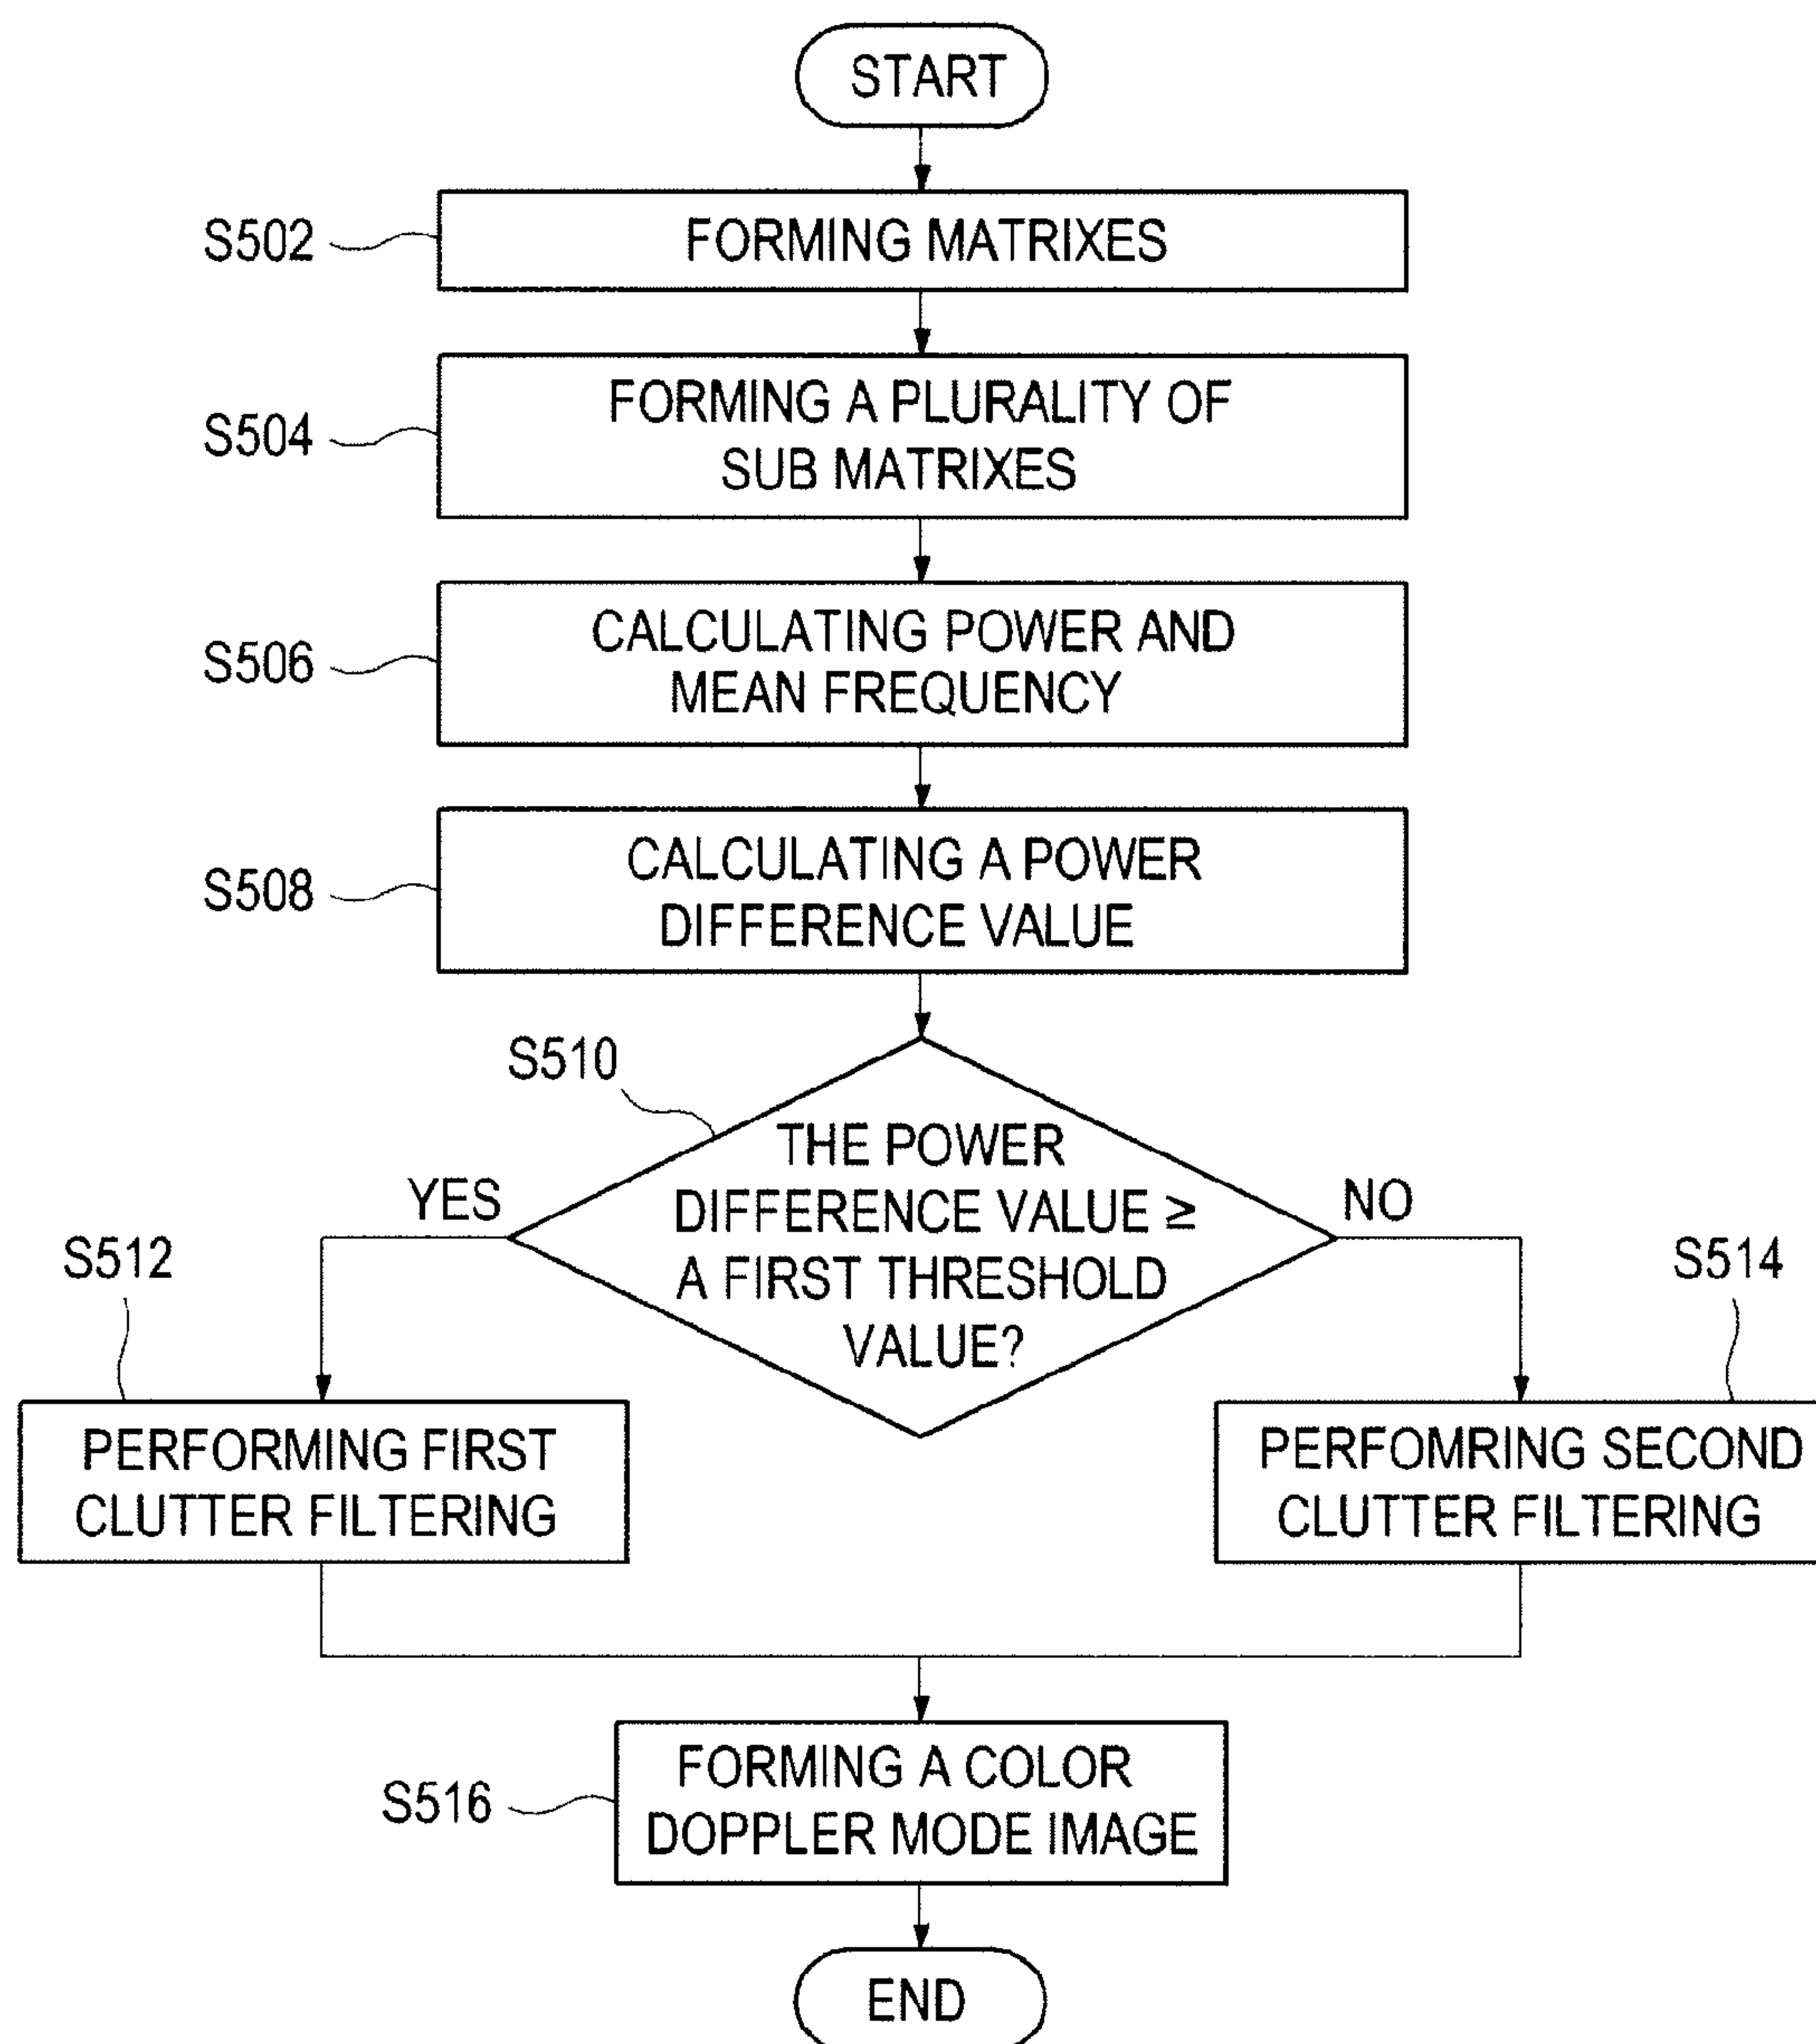 START
S502
FORMING MATRIXES
S504
FORMING A PLURALITY OF
SUB MATRIXES
S506
CALCULATING POWER AND
MEAN FREQUENCY
S508
CALCULATING A POWER
DIFFERENCE VALUE
S510
THE POWER
DIFFERENCE VALUE ≥
A FIRST THRESHOLD
VALUE?
YES
NO
S512
PERFORMING FIRST
CLUTTER FILTERING
S514
PERFOMRING SECOND
CLUTTER FILTERING
S516
FORMING A COLOR
DOPPLER MODE IMAGE
END